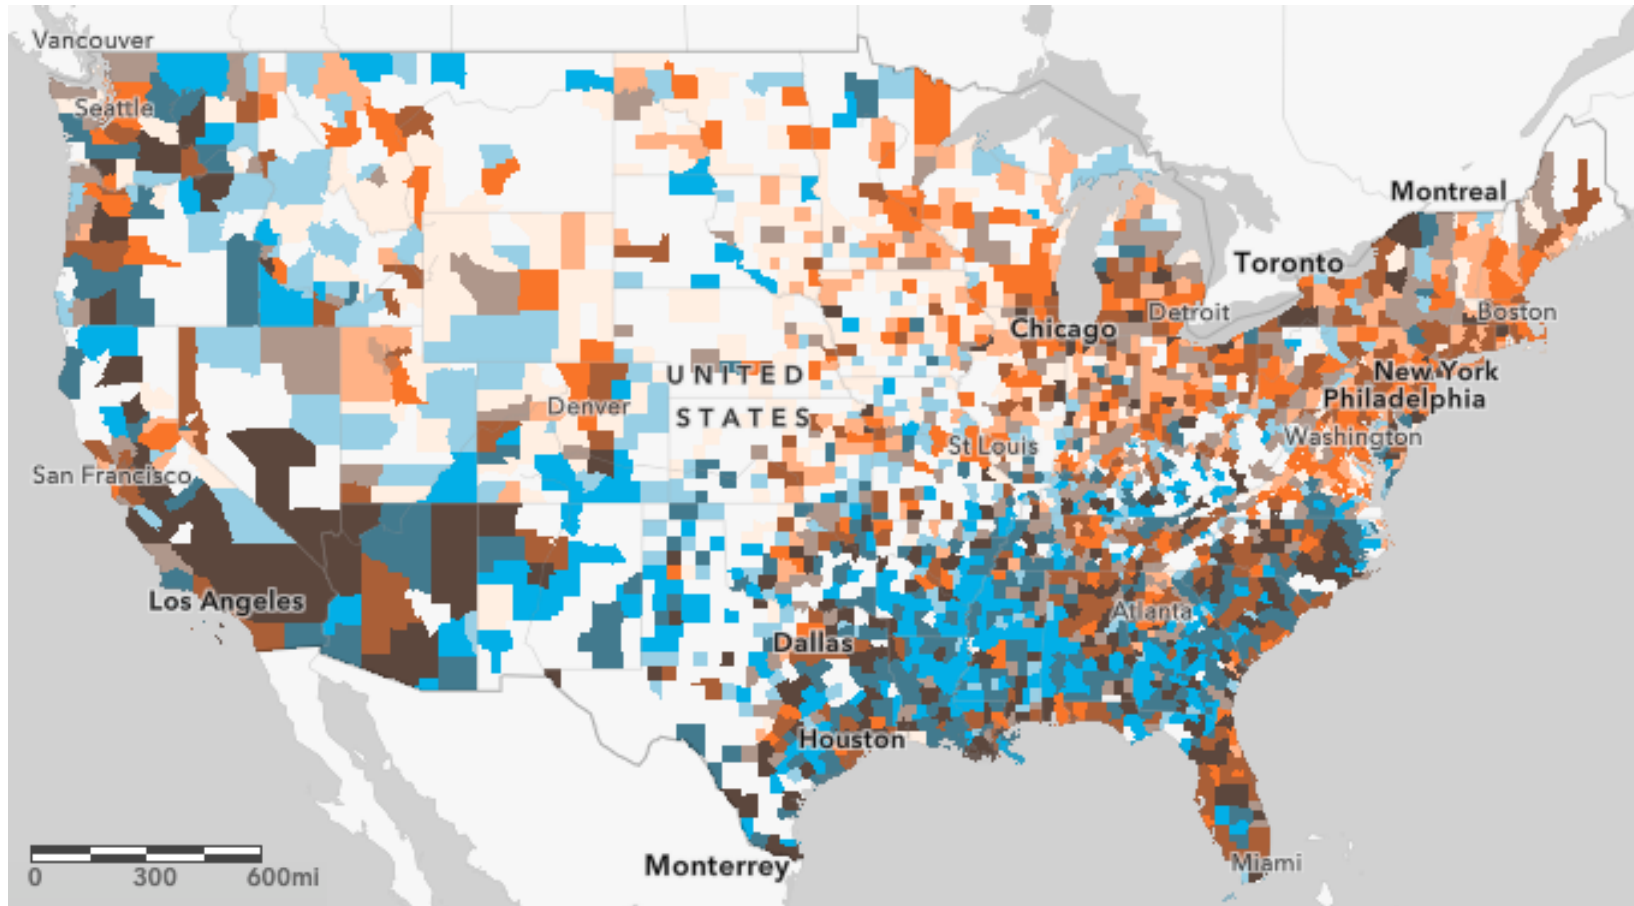 Vancouver
Seattle
Montreal
Toronto
Detroit
Boston
Chicago
New York
UNITED
Philadelphia
Denver
STATES
Washington
St Louis
San Francisco
Los Angeles
Atlanta
Dallas
Houston
Miami
Monterrey
0 300 600mi